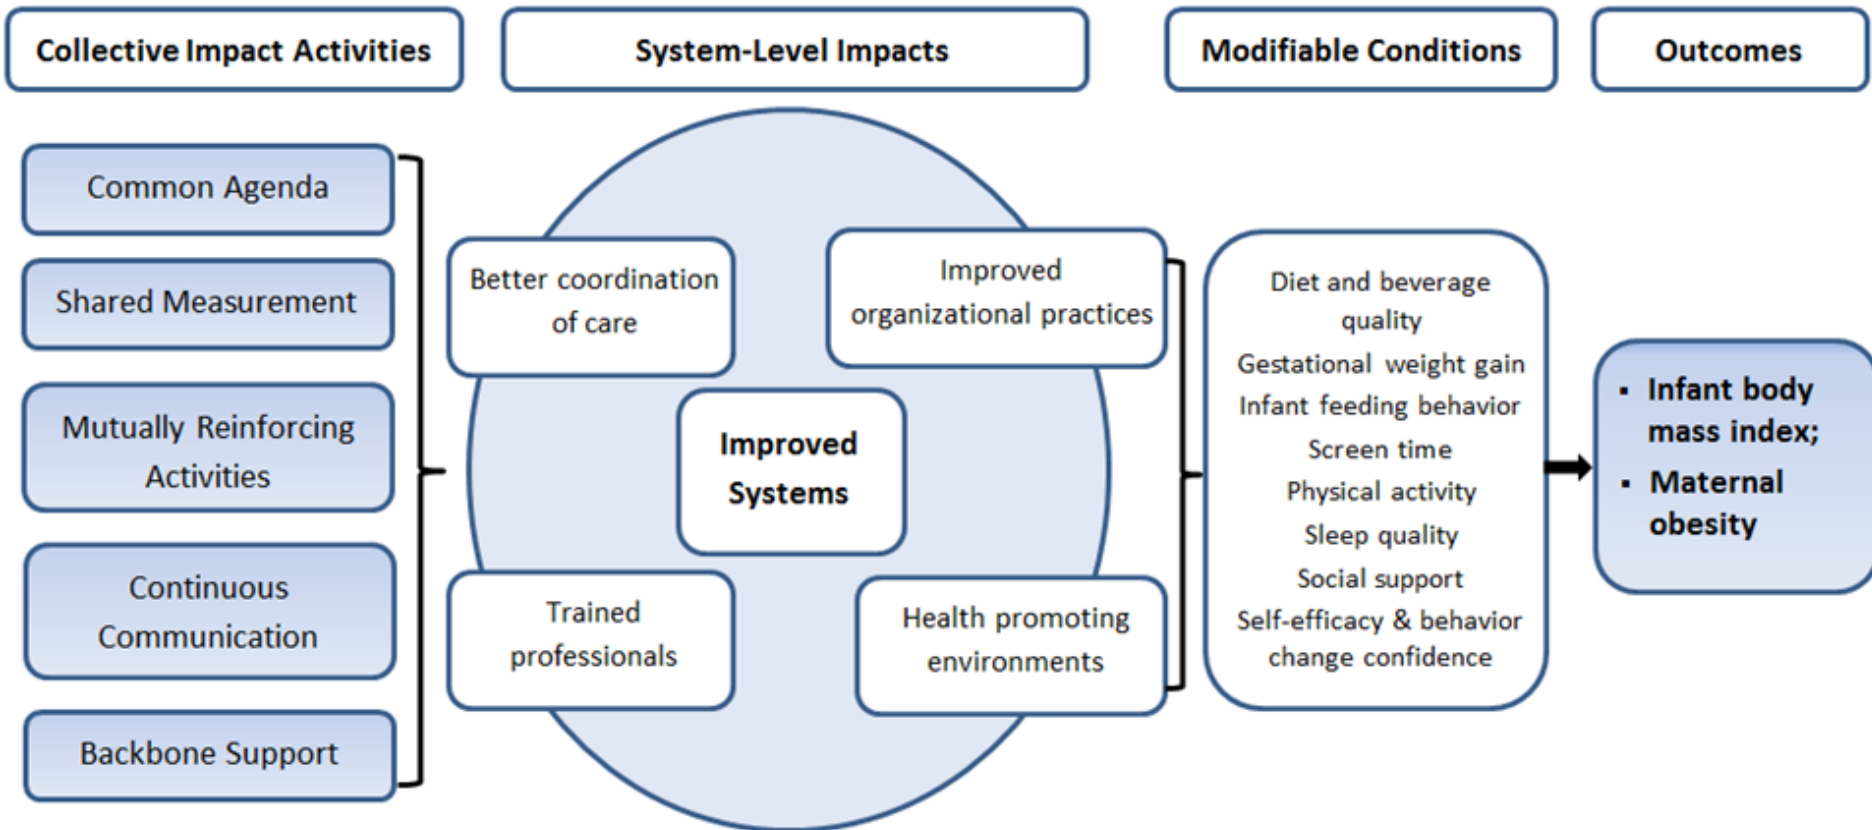 Collective Impact Activities
System-Level Impacts
Modifiable Conditions
Outcomes
Common Agenda
Shared Measurement
Mutually Reinforcing
Activities
Continuous
Communication
Backbone Support
Better coordination
of care
Improved
organizational practices
Improved
Systems
Trained
professionals
Health promoting
environments
Diet and beverage
quality
Gestational weight gain
Infant feeding behavior
Screen time
Physical activity
Sleep quality
Social support
Self-efficacy & behavior
change confidence
▪ Infant body
mass index;
▪ Maternal
obesity